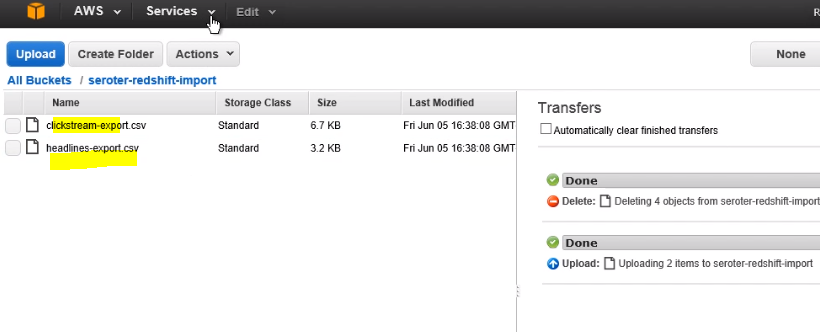 AWS Services Edit R
Upload Create Folder Actions None
All Buckets / seroter-redshift-import
Name Storage Class Size Last Modified
clickstream-export.csv Standard 6.7 KB Fri Jun 05 16:38:08 GMT
headlines-export.csv Standard 3.2 KB Fri Jun 05 16:38:08 GMT
Transfers
Automatically clear finished transfers
Done
Delete: Deleting 4 objects from seroter-redshift-import
Done
Upload: Uploading 2 items to seroter-redshift-import